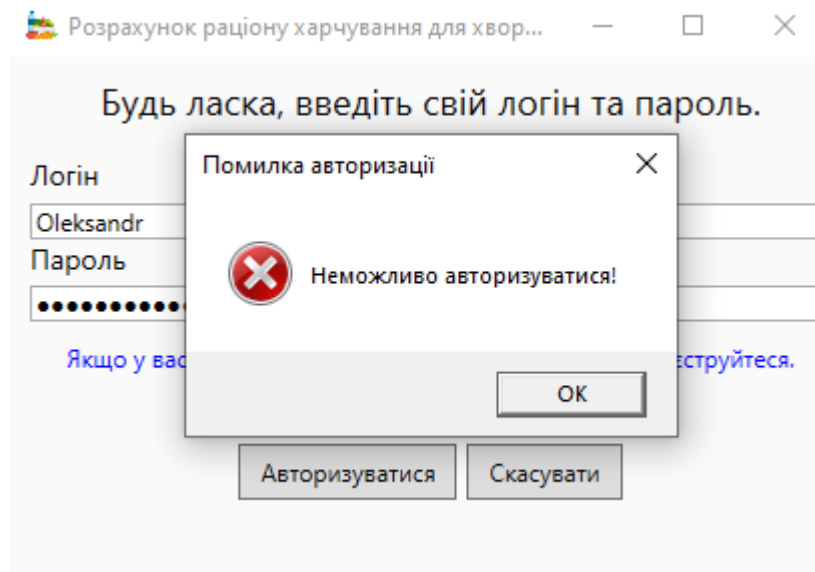 Розрахунок раціону харчування для хвор...
Будь ласка, введіть свій логін та пароль.
Помилка авторизації
Логін
Oleksandr
Пароль
Неможливо авторизуватися!
Якщо у вас
OK
Авторизуватися
Скасувати